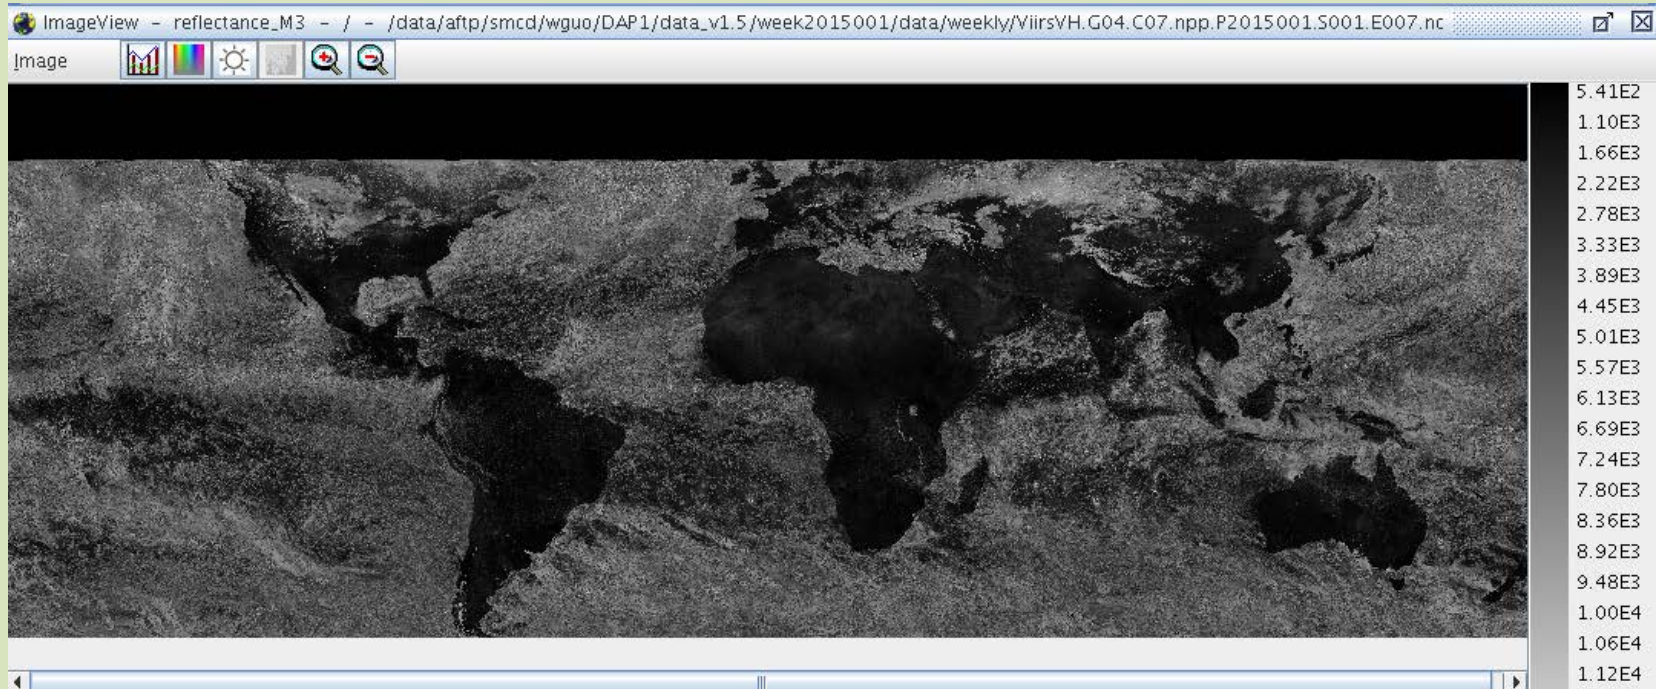 ImageView - reflectance_M3 - / - /data/aftp/smcd/wguo/DAP1/data_v1.5/week2015001/data/weekly/ViirsVH.G04.C07.npp.P2015001.S001.E007.nc
Image
5.41E2
1.10E3
1.66E3
2.22E3
2.78E3
3.33E3
3.89E3
4.45E3
5.01E3
5.57E3
6.13E3
6.69E3
7.24E3
7.80E3
8.36E3
8.92E3
9.48E3
1.00E4
1.06E4
1.12E4